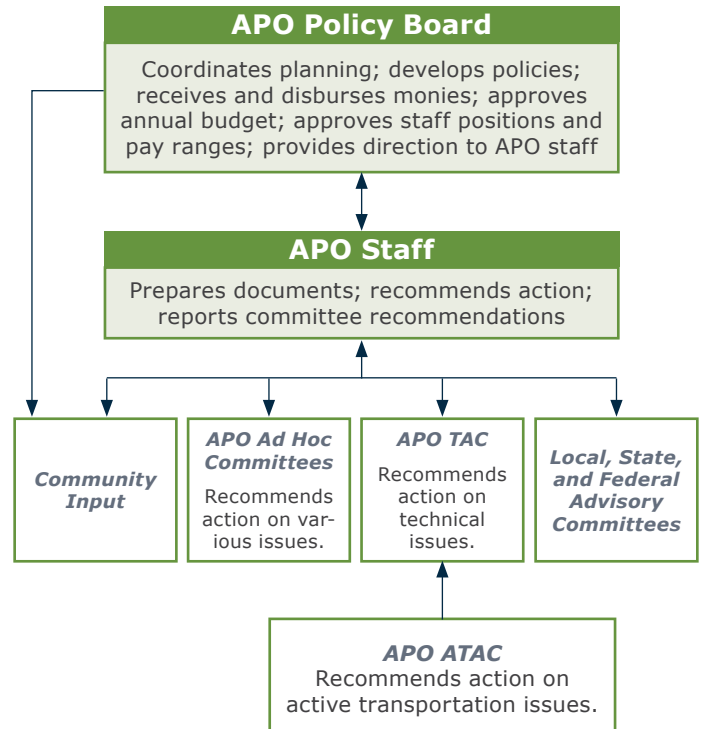 APO Policy Board
Coordinates planning; develops policies;
receives and disburses monies; approves
annual budget; approves staff positions and
pay ranges; provides direction to APO staff
APO Staff
Prepares documents; recommends action;
reports committee recommendations
Community
Input
APO Ad Hoc
Committees
Recommends
action on var-
ious issues.
APO TAC
Recommends
action on
technical
issues.
Local, State,
and Federal
Advisory
Committees
APO ATAC
Recommends action on
active transportation issues.